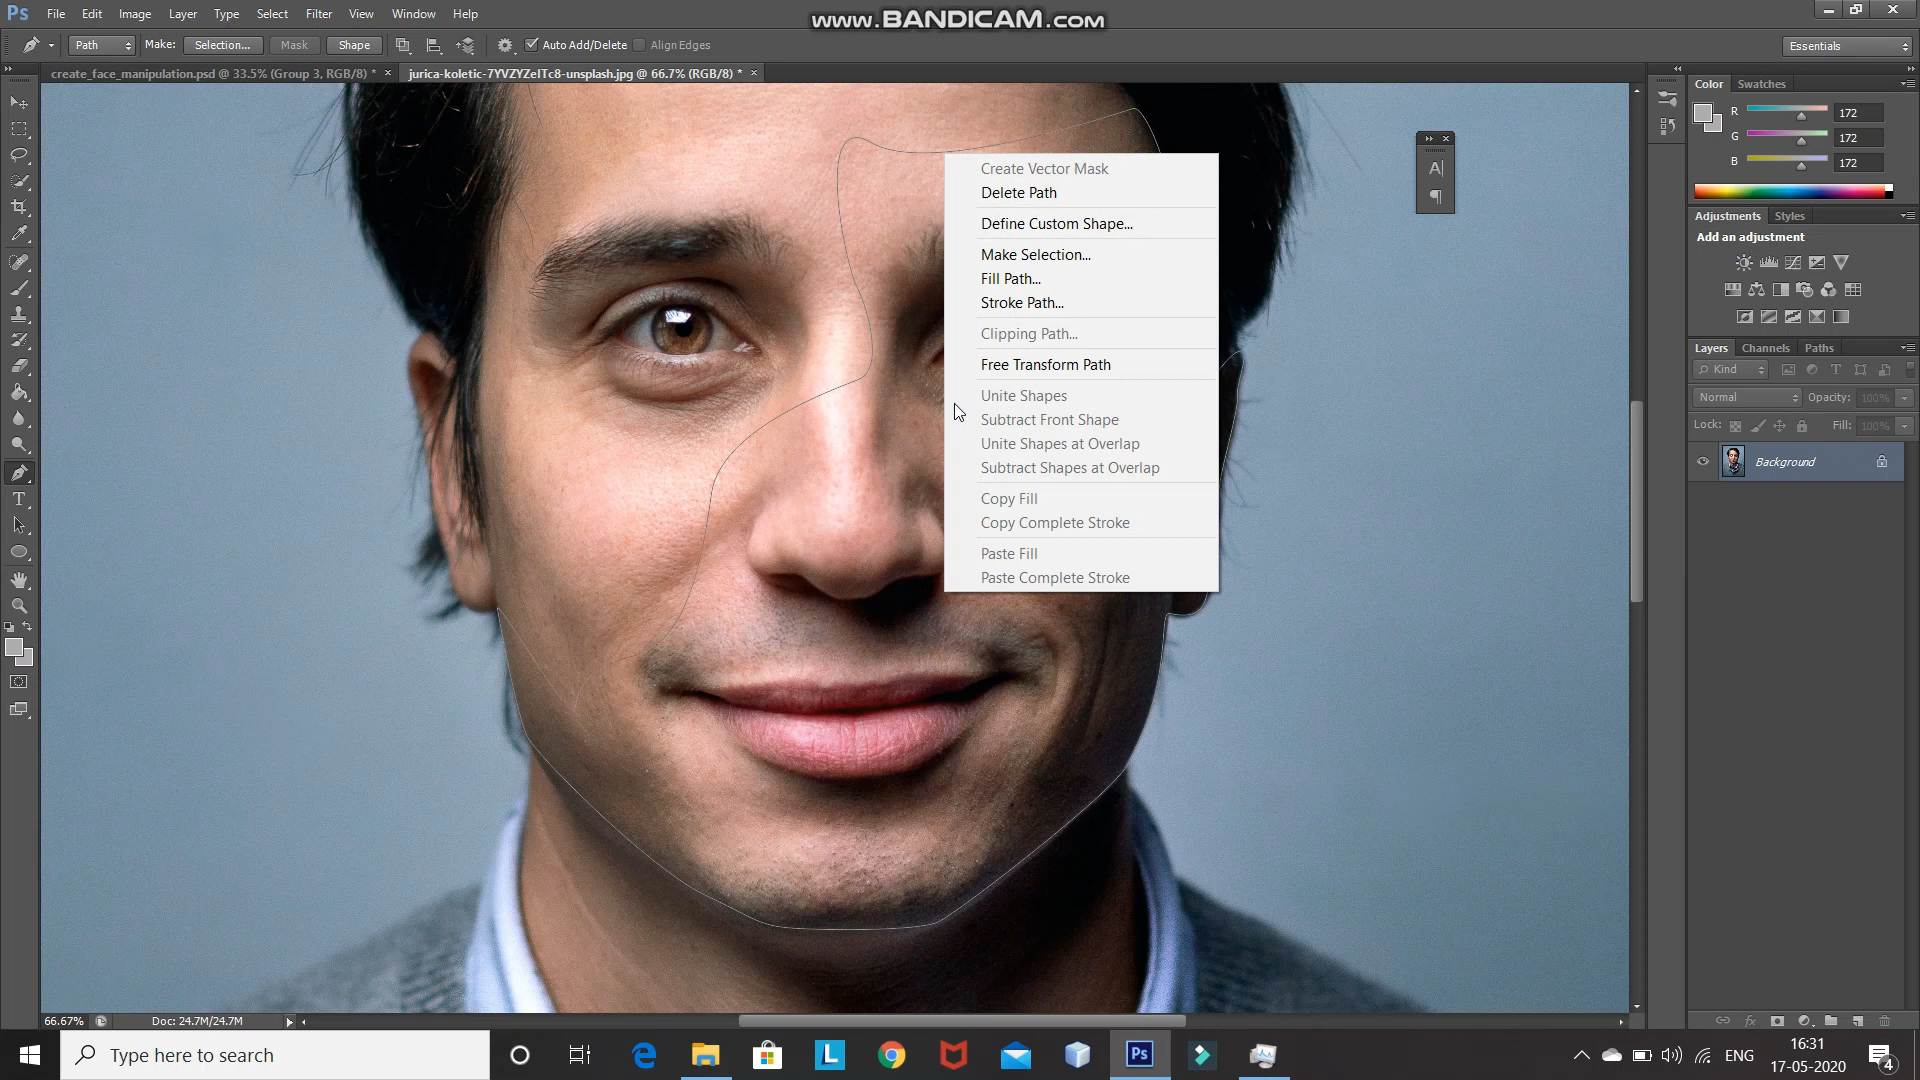 Ps File Edit Image Layer Type Select Filter View Window Help
www.BANDICAM.com
Path Make: Selection... Mask Shape Auto Add/Delete Align Edges Essentials
create_face_manipulation.psd @ 33.5% (Group 3, RGB/8) * × jurica-koletic-7YVZYZeITc8-unsplash.jpg @ 66.7% (RGB/8) * ×
Color Swatches
R 172
G 172
B 172
Adjustments Styles
Add an adjustment
Layers Channels Paths
Kind
Normal Opacity: 100%
Lock: Fill: 100%
Background
Create Vector Mask
Delete Path
Define Custom Shape...
Make Selection...
Fill Path...
Stroke Path...
Clipping Path...
Free Transform Path
Unite Shapes
Subtract Front Shape
Unite Shapes at Overlap
Subtract Shapes at Overlap
Copy Fill
Copy Complete Stroke
Paste Fill
Paste Complete Stroke
66.67% Doc: 24.7M/24.7M
Type here to search
L
Ps
ENG
16:31
17-05-2020
4